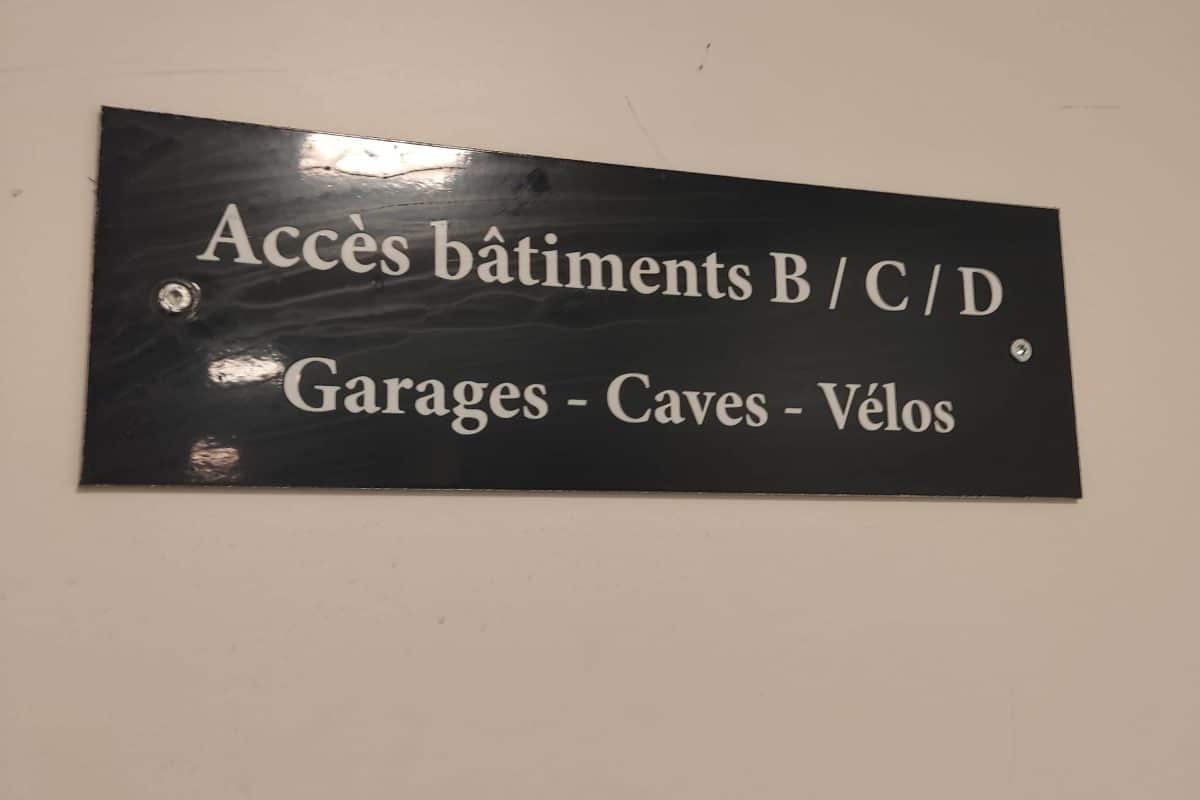 Accès bâtiments B / C / D
Garages - Caves - Vélos